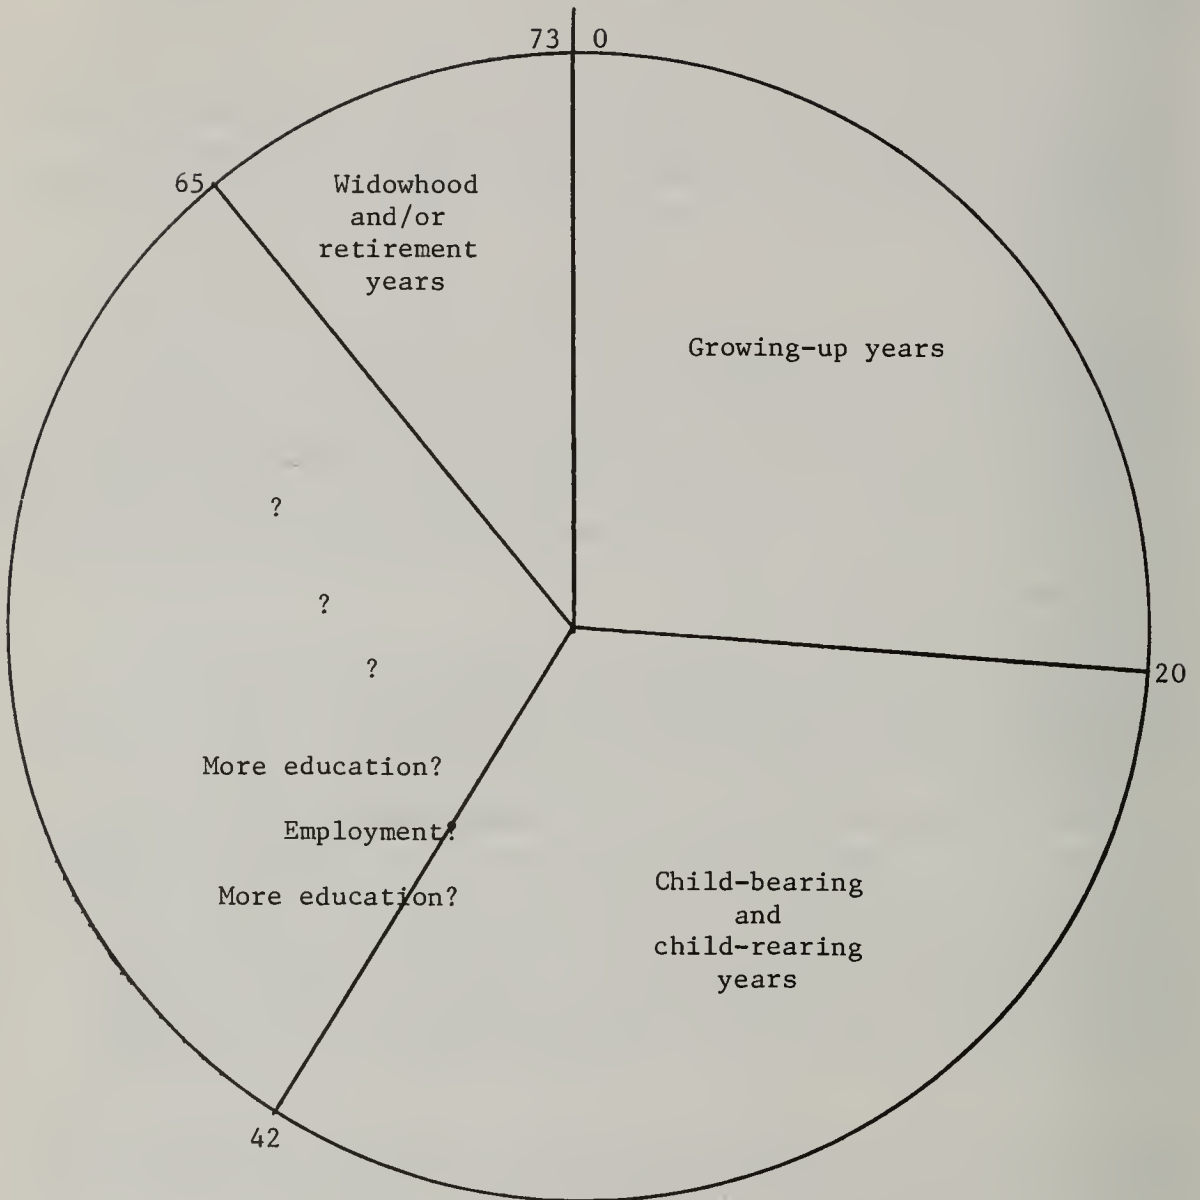 73 0
65
Widowhood
and/or
retirement
years
Growing-up years
?
?
?
20
More education?
Employment?
More education?
Child-bearing
and
child-rearing
years
42